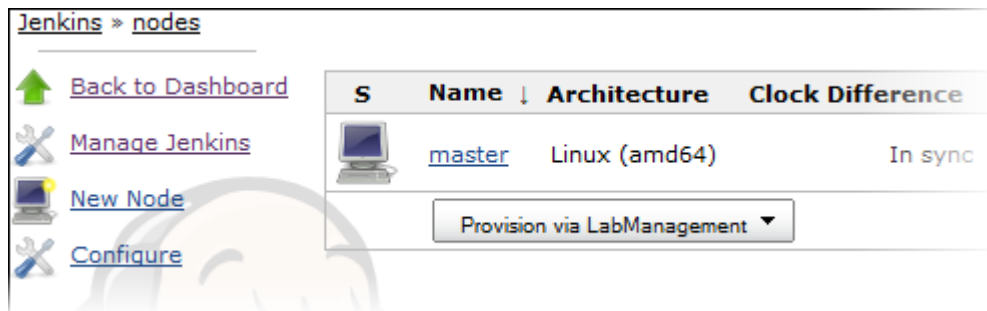 Jenkins » nodes
Back to Dashboard
Manage Jenkins
New Node
Configure
S Name ↓ Architecture Clock Difference
master Linux (amd64) In sync
Provision via LabManagement ▼